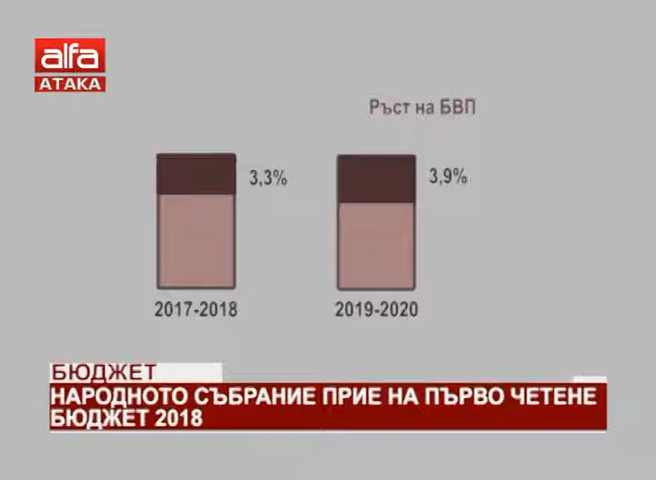 alfa
АТАКА
Ръст на БВП
3,3%
3,9%
2017-2018
2019-2020
БЮДЖЕТ
НАРОДНОТО СЪБРАНИЕ ПРИЕ НА ПЪРВО ЧЕТЕНЕ
БЮДЖЕТ 2018